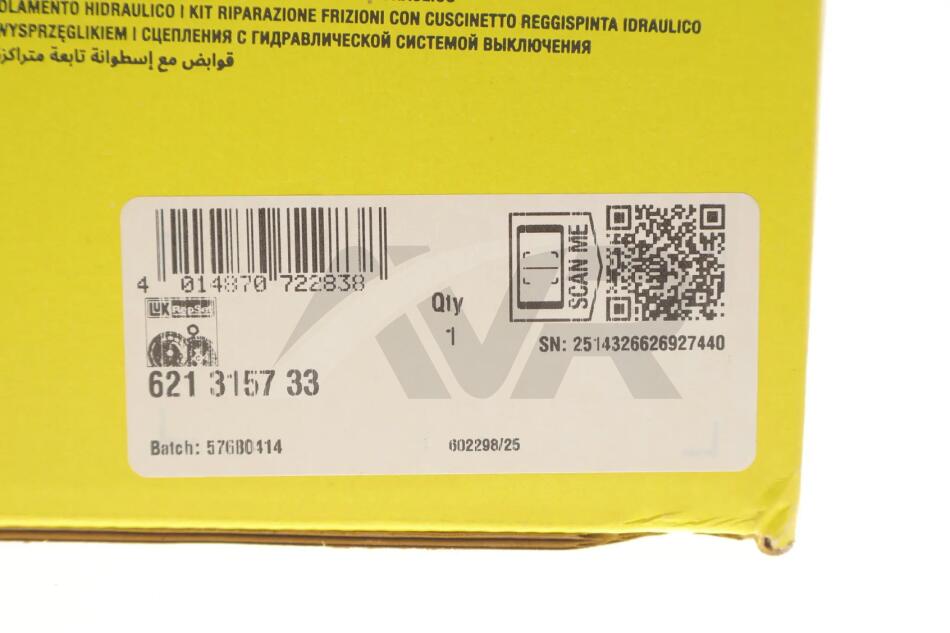 OLAMENTO HIDRAULICO | KIT RIPARAZIONE FRIZIONI CON CUSCINETTO REGGISPINTA IDRAULICO
WYSPRZĘGLIKIEM | СЦЕПЛЕНИЯ С ГИДРАВЛИЧЕСКОЙ СИСТЕМОЙ ВЫКЛЮЧЕНИЯ
قوابض مع إسطوانة تابعة متراكزة
4 014870 722838
LUK RepSet
Qty
1
SCAN ME
SN: 2514326626927440
621 3157 33
Batch: 57680414
602298/25
AVR